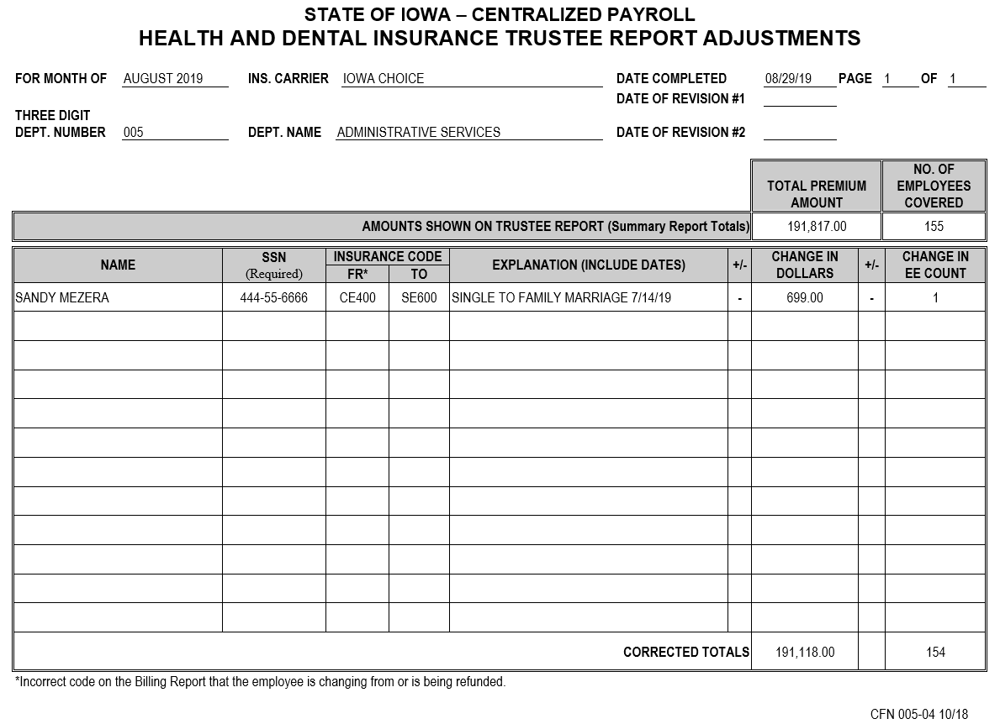 STATE OF IOWA – CENTRALIZED PAYROLL
HEALTH AND DENTAL INSURANCE TRUSTEE REPORT ADJUSTMENTS
FOR MONTH OF AUGUST 2019 INS. CARRIER IOWA CHOICE DATE COMPLETED 08/29/19 PAGE 1 OF 1
DATE OF REVISION #1
THREE DIGIT
DEPT. NUMBER 005 DEPT. NAME ADMINISTRATIVE SERVICES DATE OF REVISION #2
TOTAL PREMIUM
AMOUNT
NO. OF
EMPLOYEES
COVERED
AMOUNTS SHOWN ON TRUSTEE REPORT (Summary Report Totals) 191,817.00 155
NAME
SSN
(Required)
INSURANCE CODE
FR* TO
EXPLANATION (INCLUDE DATES)
+/-
CHANGE IN
DOLLARS
+/-
CHANGE IN
EE COUNT
SANDY MEZERA 444-55-6666 CE400 SE600 SINGLE TO FAMILY MARRIAGE 7/14/19 - 699.00 - 1
CORRECTED TOTALS 191,118.00 154
*Incorrect code on the Billing Report that the employee is changing from or is being refunded.
CFN 005-04 10/18